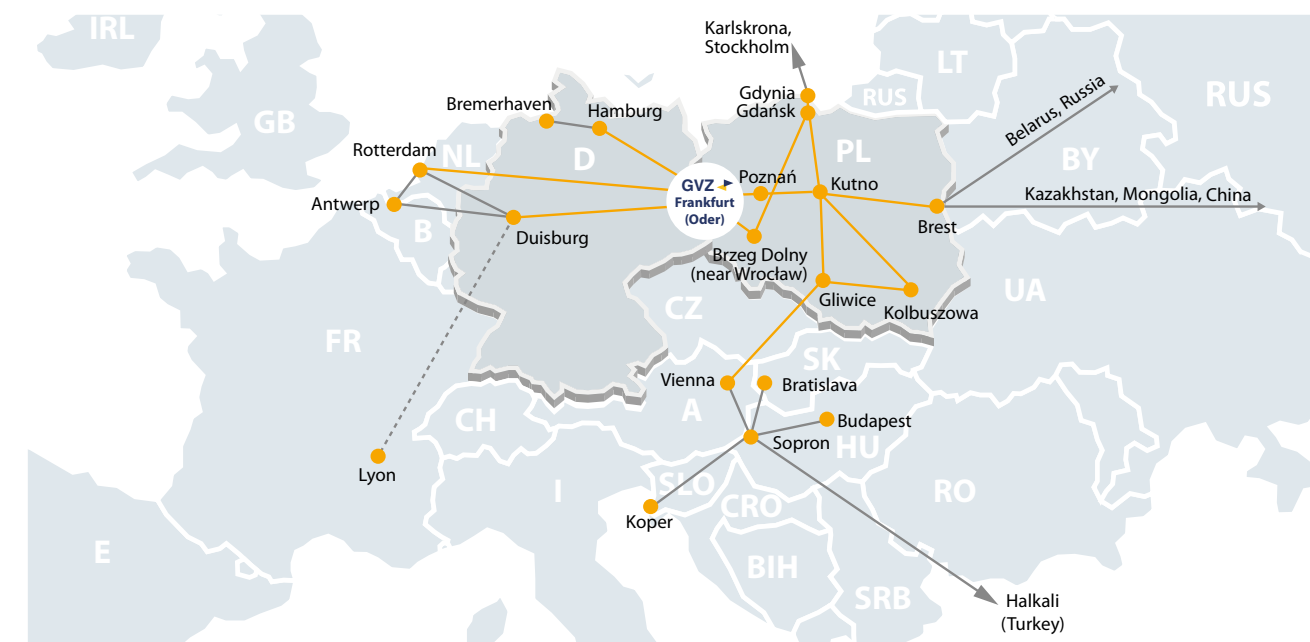 IRL
Karlskrona,
Stockholm
LT
RUS
RUS
Gdynia
Gdańsk
Bremerhaven
Hamburg
GB
Belarus, Russia
Rotterdam
NL
D
PL
BY
GVZ
Frankfurt
(Oder)
Poznań
Kutno
Kazakhstan, Mongolia, China
Antwerp
B
Duisburg
Brest
Brzeg Dolny
(near Wrocław)
Gliwice
Kolbuszowa
UA
CZ
FR
SK
Vienna
Bratislava
A
CH
Budapest
Sopron
HU
Lyon
I
SLO
CRO
RO
Koper
E
BIH
SRB
Halkali
(Turkey)